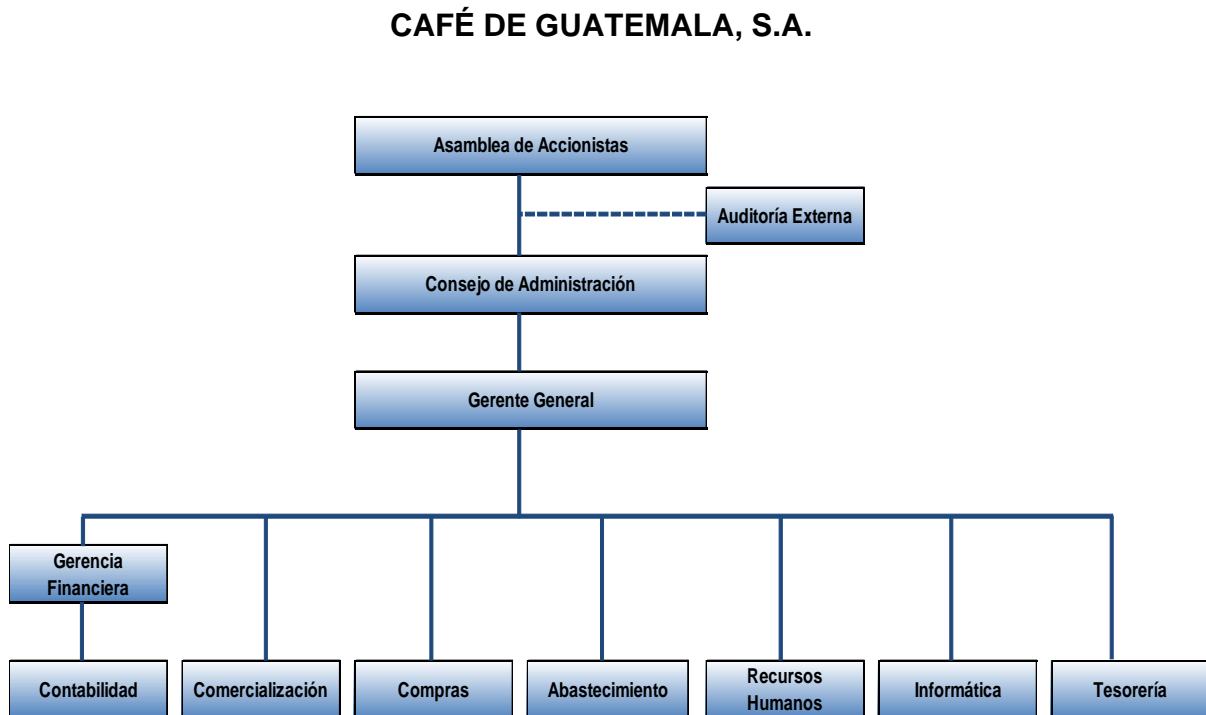 CAFÉ DE GUATEMALA, S.A.
Asamblea de Accionistas
Auditoría Externa
Consejo de Administración
Gerente General
Gerencia
Financiera
Contabilidad
Comercialización
Compras
Abastecimiento
Recursos
Humanos
Informática
Tesorería